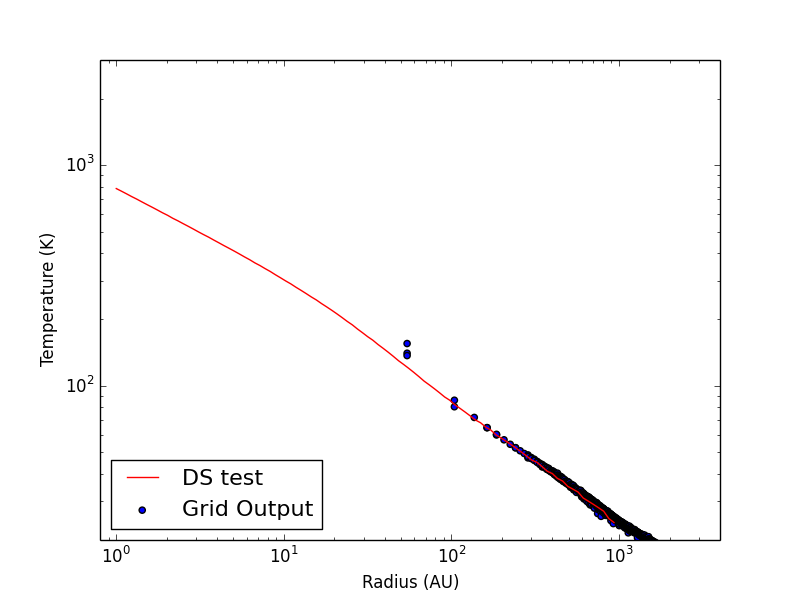 Temperature (K)
10³
10²
DS test
Grid Output
10⁰ 10¹ 10² 10³
Radius (AU)